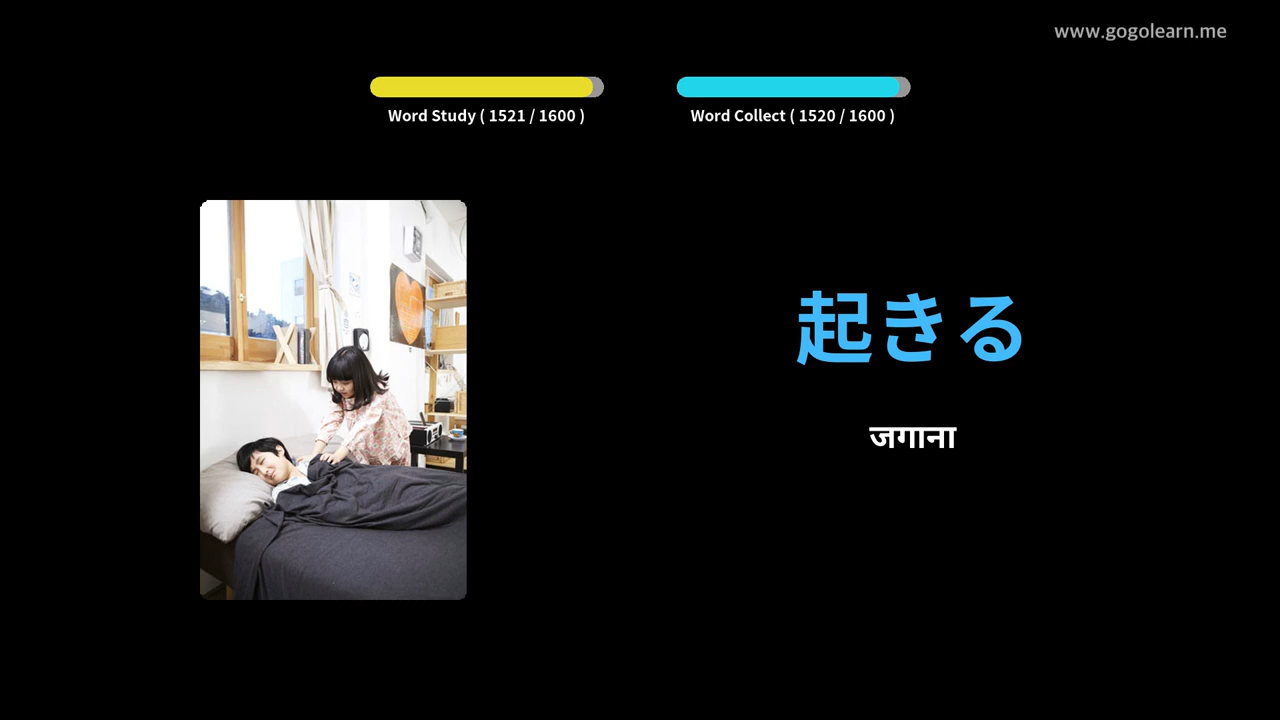 www.gogolearn.me
Word Study ( 1521 / 1600 )
Word Collect ( 1520 / 1600 )
起きる
जगाना